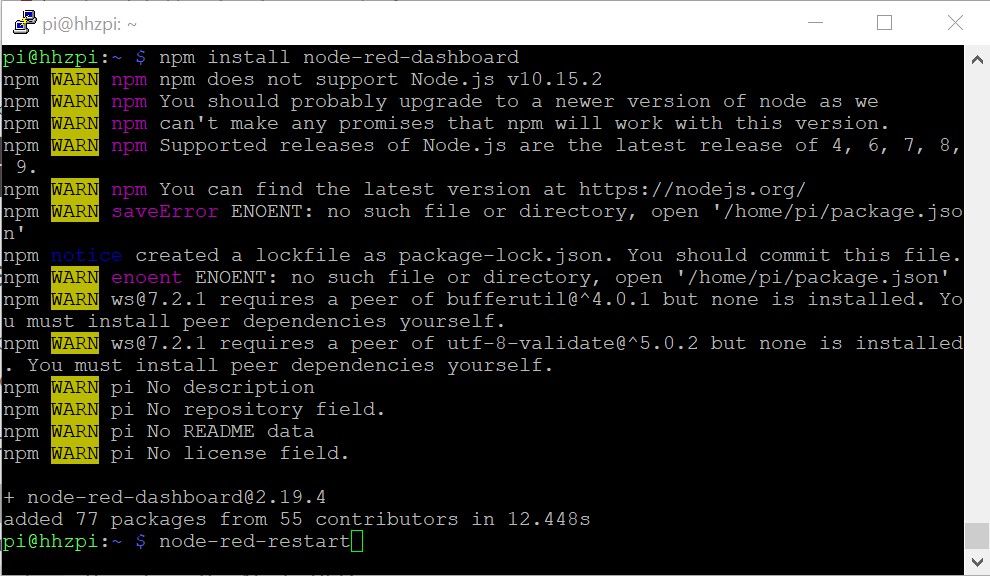 pi@hhzpi: ~
pi@hhzpi:~ $ npm install node-red-dashboard
npm WARN npm npm does not support Node.js v10.15.2
npm WARN npm You should probably upgrade to a newer version of node as we
npm WARN npm can't make any promises that npm will work with this version.
npm WARN npm Supported releases of Node.js are the latest release of 4, 6, 7, 8,
 9.
npm WARN npm You can find the latest version at https://nodejs.org/
npm WARN saveError ENOENT: no such file or directory, open '/home/pi/package.jso
n'
npm notice created a lockfile as package-lock.json. You should commit this file.
npm WARN enoent ENOENT: no such file or directory, open '/home/pi/package.json'
npm WARN ws@7.2.1 requires a peer of bufferutil@^4.0.1 but none is installed. Yo
u must install peer dependencies yourself.
npm WARN ws@7.2.1 requires a peer of utf-8-validate@^5.0.2 but none is installed
. You must install peer dependencies yourself.
npm WARN pi No description
npm WARN pi No repository field.
npm WARN pi No README data
npm WARN pi No license field.

+ node-red-dashboard@2.19.4
added 77 packages from 55 contributors in 12.448s
pi@hhzpi:~ $ node-red-restart